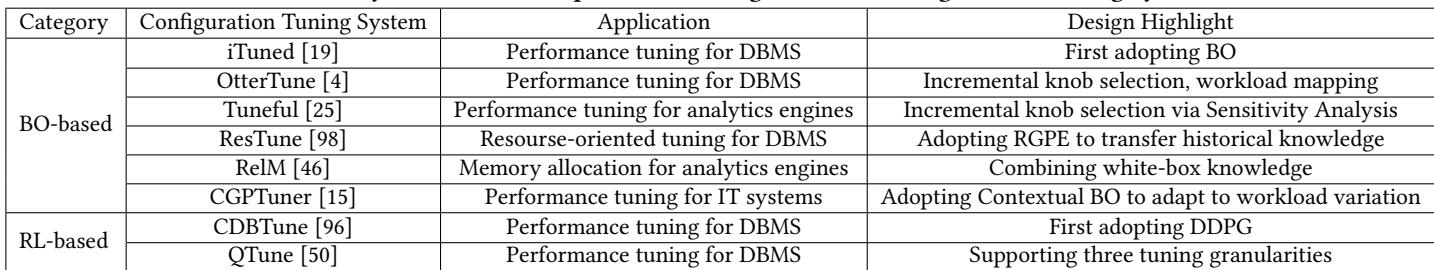 Category Configuration Tuning System Application Design Highlight
BO-based
iTuned [19] Performance tuning for DBMS First adopting BO
OtterTune [4] Performance tuning for DBMS Incremental knob selection, workload mapping
Tuneful [25] Performance tuning for analytics engines Incremental knob selection via Sensitivity Analysis
ResTune [98] Resourse-oriented tuning for DBMS Adopting RGPE to transfer historical knowledge
RelM [46] Memory allocation for analytics engines Combining white-box knowledge
CGPTuner [15] Performance tuning for IT systems Adopting Contextual BO to adapt to workload variation
RL-based
CDBTune [96] Performance tuning for DBMS First adopting DDPG
QTune [50] Performance tuning for DBMS Supporting three tuning granularities